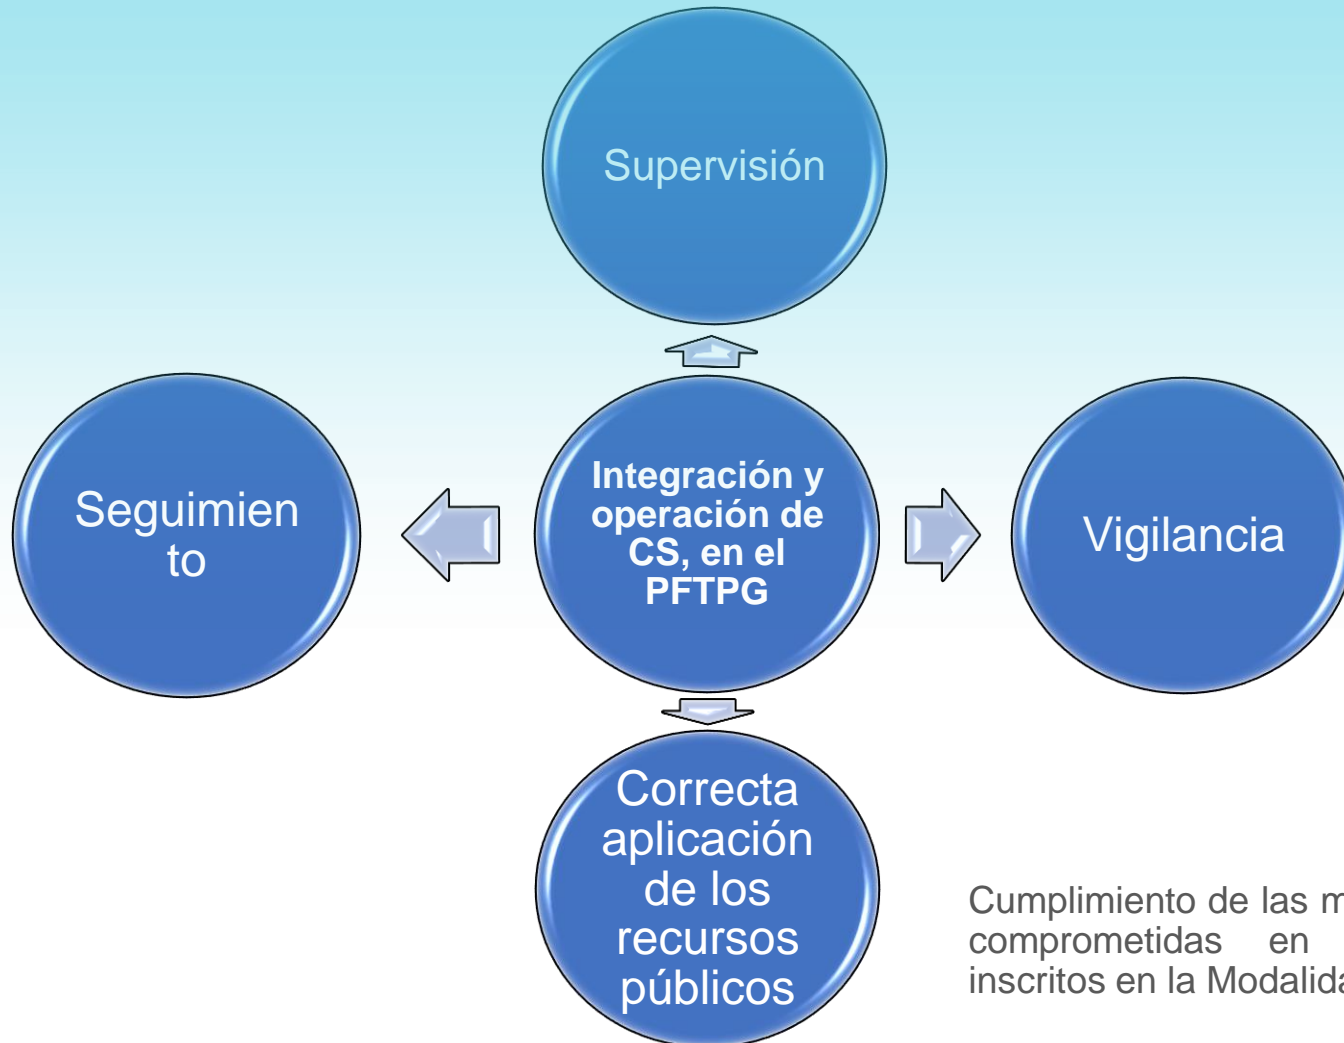 Supervisión
Seguimien
to
Integración y
operación de
CS, en el
PFTPG
Vigilancia
Correcta
aplicación
de los
recursos
públicos
Cumplimiento de las
comprometidas en
inscritos en la